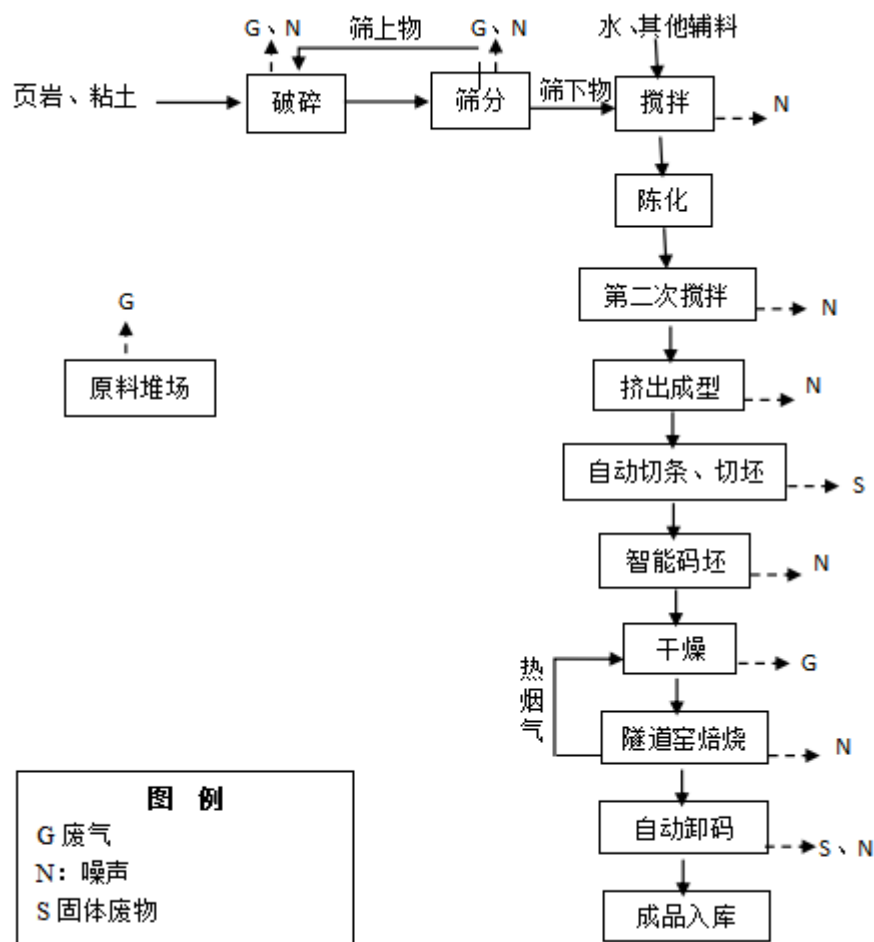 G、N
筛上物
G、N
水、其他辅料
页岩、粘土
破碎
筛分
筛下物
搅拌
N
陈化
第二次搅拌
N
G
原料堆场
挤出成型
N
自动切条、切坯
S
智能码坯
N
干燥
G
热烟气
隧道窑焙烧
N
自动卸码
S、N
成品入库
图 例
G 废气
N：噪声
S 固体废物